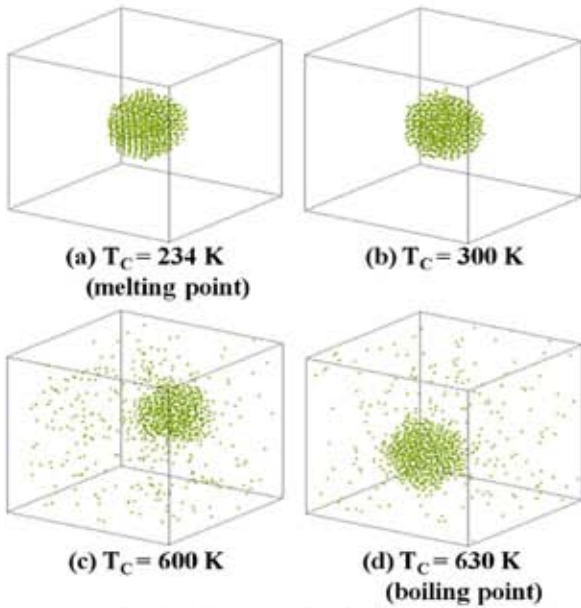 (a) T_C = 234 K
(melting point)
(b) T_C = 300 K
(c) T_C = 600 K
(d) T_C = 630 K
(boiling point)